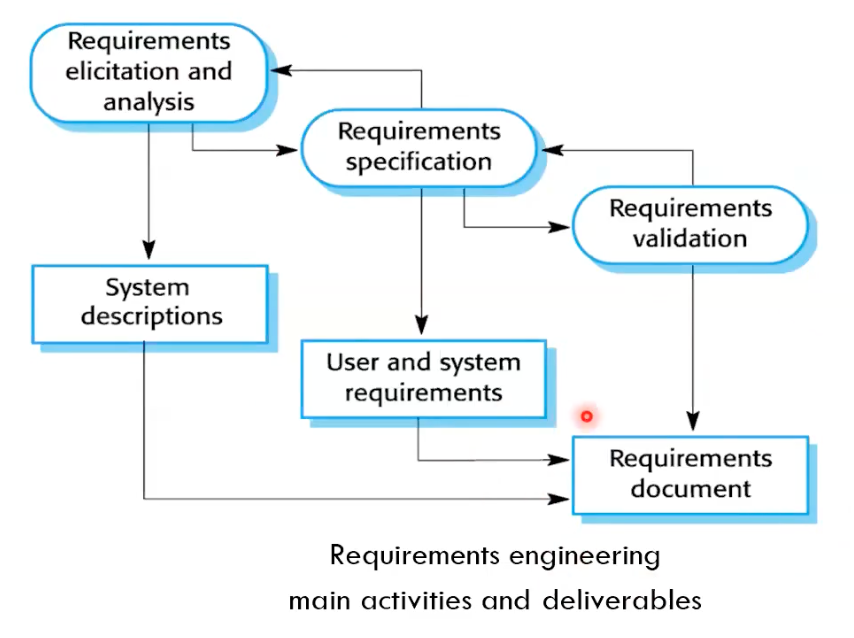 Requirements
elicitation and
analysis
Requirements
specification
Requirements
validation
System
descriptions
User and system
requirements
Requirements
document
Requirements engineering
main activities and deliverables